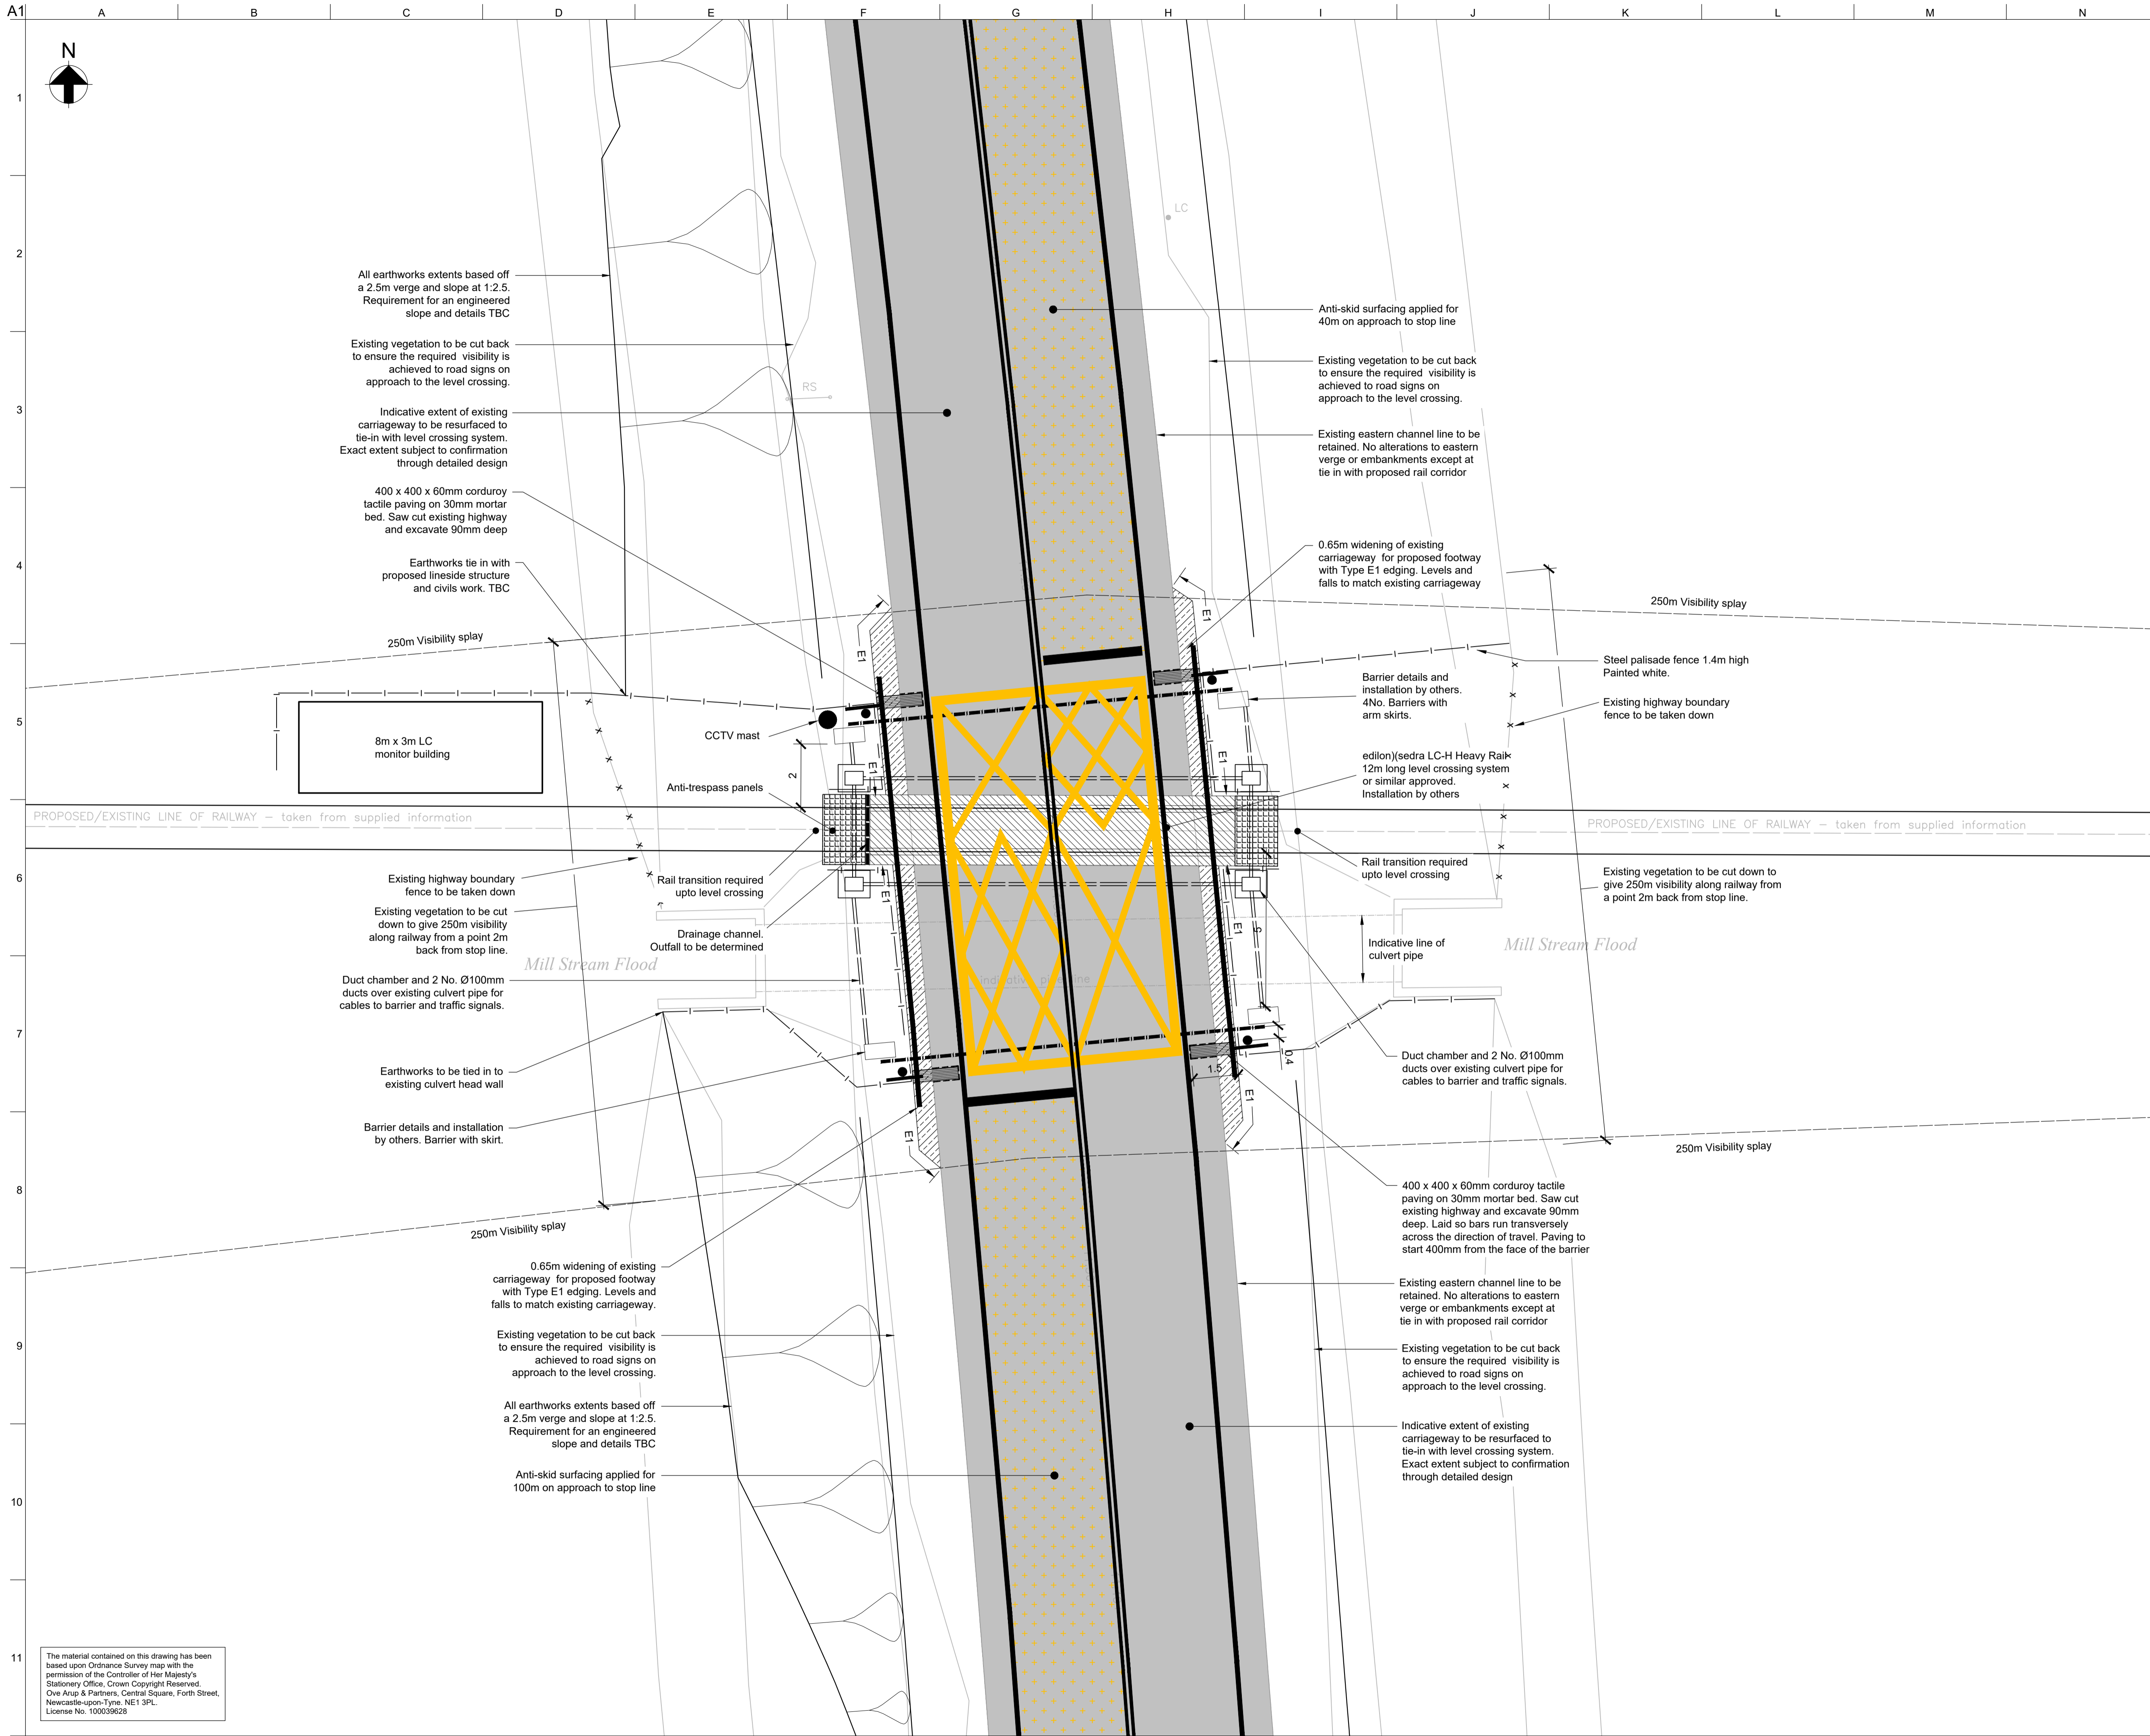 A1
A
B
C
D
E
F
G
H
I
J
K
L
M
N
N
1
2
3
4
5
6
7
8
9
10
11
LC
RS
All earthworks extents based off
a 2.5m verge and slope at 1:2.5.
Requirement for an engineered
slope and details TBC
Existing vegetation to be cut back
to ensure the required visibility is
achieved to road signs on
approach to the level crossing.
Indicative extent of existing
carriageway to be resurfaced to
tie-in with level crossing system.
Exact extent subject to confirmation
through detailed design
400 x 400 x 60mm corduroy
tactile paving on 30mm mortar
bed. Saw cut existing highway
and excavate 90mm deep
Earthworks tie in with
proposed lineside structure
and civils work. TBC
250m Visibility splay
8m x 3m LC
monitor building
CCTV mast
2
Anti-trespass panels
PROPOSED/EXISTING LINE OF RAILWAY – taken from supplied information
Existing highway boundary
fence to be taken down
Rail transition required
upto level crossing
Existing vegetation to be cut
down to give 250m visibility
along railway from a point 2m
back from stop line.
Drainage channel.
Outfall to be determined
Mill Stream Flood
Duct chamber and 2 No. Ø100mm
ducts over existing culvert pipe for
cables to barrier and traffic signals.
Earthworks to be tied in to
existing culvert head wall
Barrier details and installation
by others. Barrier with skirt.
250m Visibility splay
0.65m widening of existing
carriageway for proposed footway
with Type E1 edging. Levels and
falls to match existing carriageway.
Existing vegetation to be cut back
to ensure the required visibility is
achieved to road signs on
approach to the level crossing.
All earthworks extents based off
a 2.5m verge and slope at 1:2.5.
Requirement for an engineered
slope and details TBC
Anti-skid surfacing applied for
100m on approach to stop line
E1
E1
E1
E1
indicative pipe line
Anti-skid surfacing applied for
40m on approach to stop line
Existing vegetation to be cut back
to ensure the required visibility is
achieved to road signs on
approach to the level crossing.
Existing eastern channel line to be
retained. No alterations to eastern
verge or embankments except at
tie in with proposed rail corridor
0.65m widening of existing
carriageway for proposed footway
with Type E1 edging. Levels and
falls to match existing carriageway
E1
E1
E1
E1
5
1.5
0.4
250m Visibility splay
Steel palisade fence 1.4m high
Painted white.
Barrier details and
installation by others.
4No. Barriers with
arm skirts.
Existing highway boundary
fence to be taken down
edilon)(sedra LC-H Heavy Rail
12m long level crossing system
or similar approved.
Installation by others
PROPOSED/EXISTING LINE OF RAILWAY – taken from supplied information
Rail transition required
upto level crossing
Existing vegetation to be cut down to
give 250m visibility along railway from
a point 2m back from stop line.
Indicative line of
culvert pipe
Mill Stream Flood
Duct chamber and 2 No. Ø100mm
ducts over existing culvert pipe for
cables to barrier and traffic signals.
250m Visibility splay
400 x 400 x 60mm corduroy tactile
paving on 30mm mortar bed. Saw cut
existing highway and excavate 90mm
deep. Laid so bars run transversely
across the direction of travel. Paving to
start 400mm from the face of the barrier
Existing eastern channel line to be
retained. No alterations to eastern
verge or embankments except at
tie in with proposed rail corridor
Existing vegetation to be cut back
to ensure the required visibility is
achieved to road signs on
approach to the level crossing.
Indicative extent of existing
carriageway to be resurfaced to
tie-in with level crossing system.
Exact extent subject to confirmation
through detailed design
The material contained on this drawing has been
based upon Ordnance Survey map with the
permission of the Controller of Her Majesty's
Stationery Office, Crown Copyright Reserved.
Ove Arup & Partners, Central Square, Forth Street,
Newcastle-upon-Tyne. NE1 3PL.
License No. 100039628